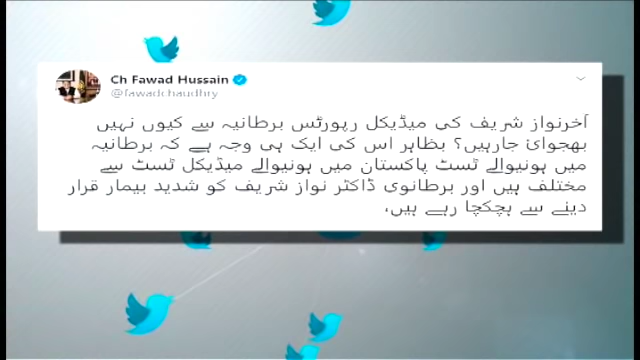 Ch Fawad Hussain
@fawadchaudhry
آخرنواز شریف کی میڈیکل رپورٹس برطانیہ سے کیوں نہیں
بھجوائ جارہیں؟ بظاہر اس کی ایک ہی وجہ ہے کہ برطانیہ
میں ہونیوالے ٹسٹ پاکستان میں ہونیوالے میڈیکل ٹسٹ سے
مختلف ہیں اور برطانوی ڈاکٹر نواز شریف کو شدید بیمار قرار
دینے سے ہچکچا رہے ہیں،